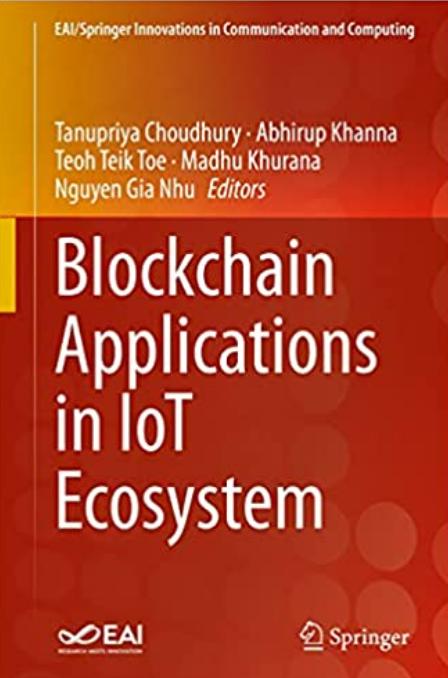 EAI/Springer Innovations in Communication and Computing
Tanupriya Choudhury · Abhirup Khanna
Teoh Teik Toe · Madhu Khurana
Nguyen Gia Nhu Editors
Blockchain
Applications
in IoT
Ecosystem
EAI
RESEARCH MEETS INNOVATION
Springer